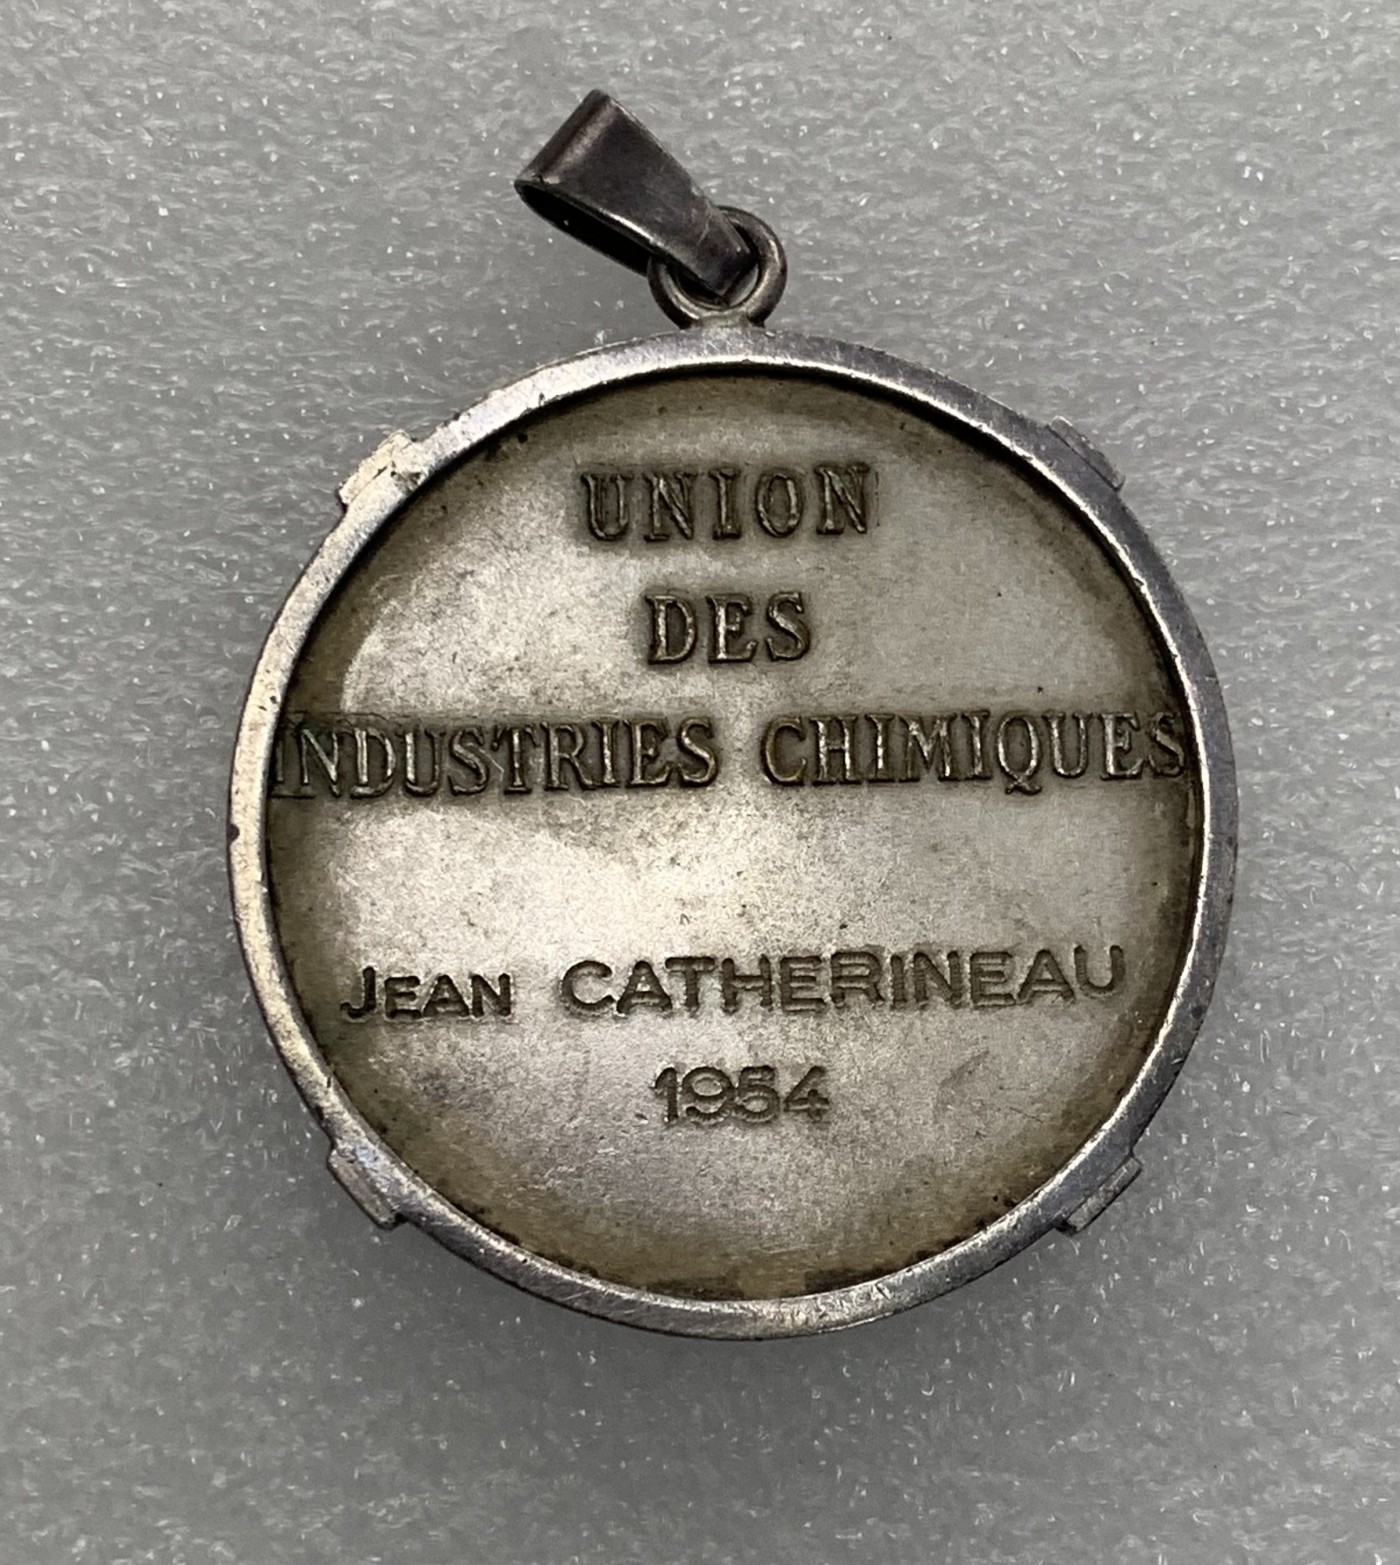 UNION
DES
INDUSTRIES CHIMIQUES
JEAN CATHERINEAU
1954